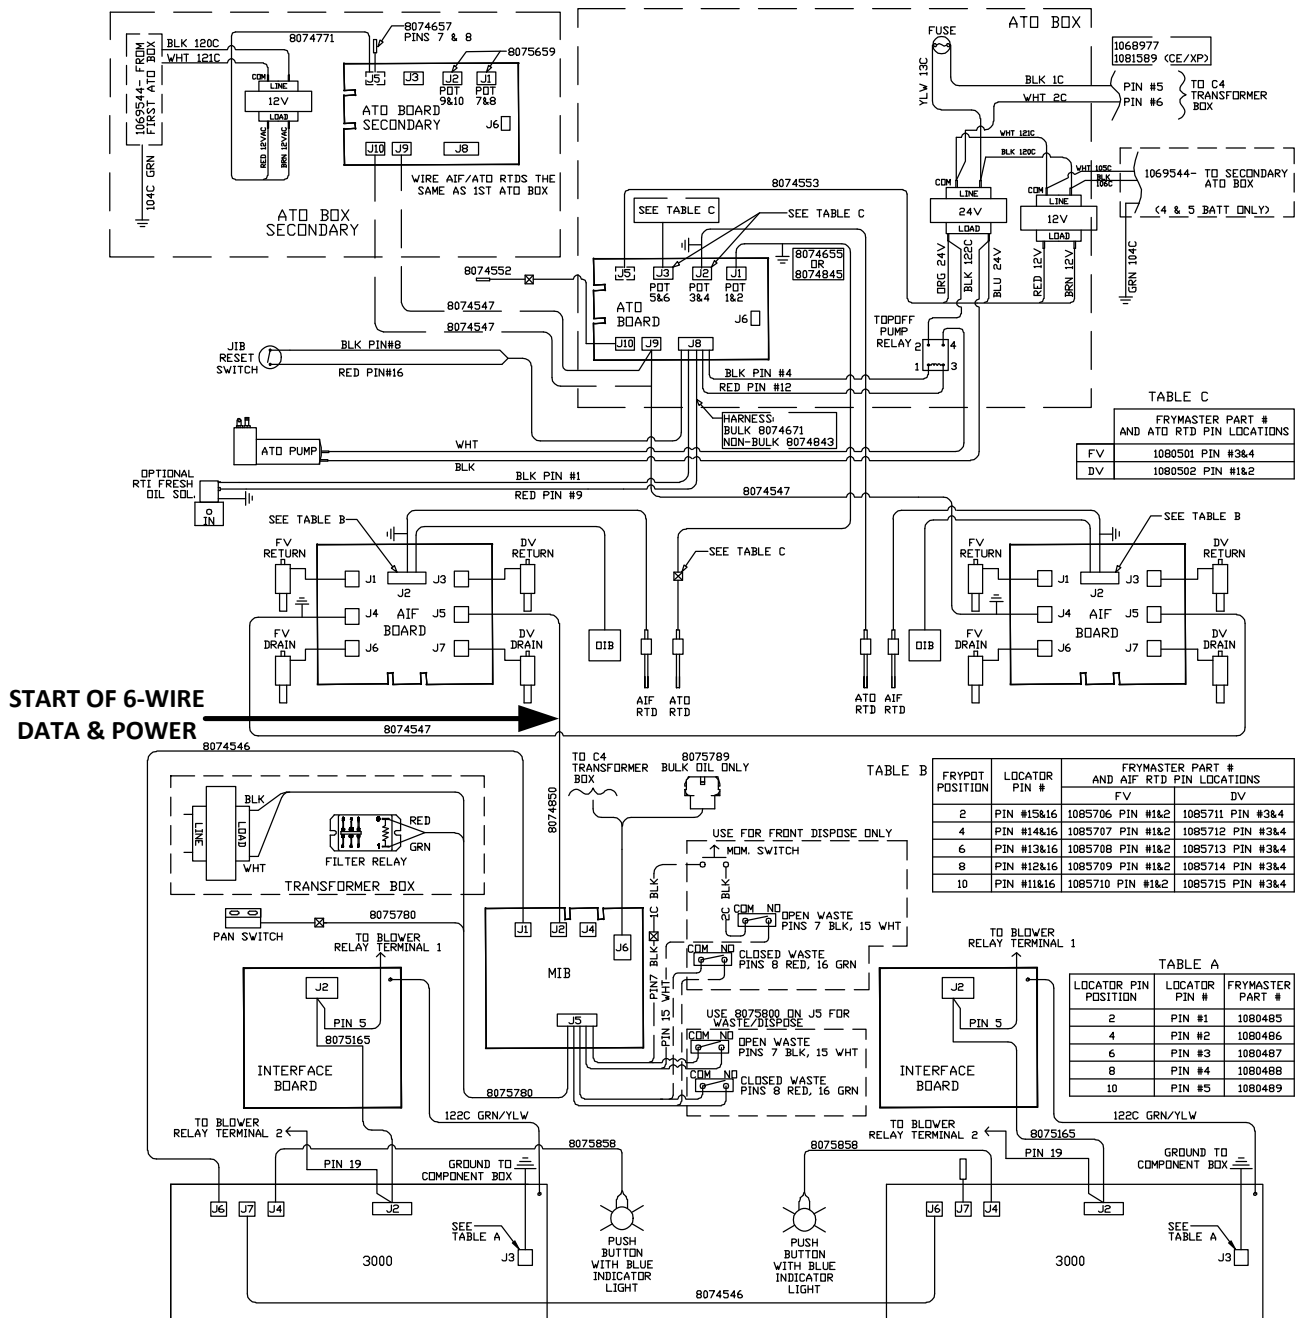 1069544- FROM
FIRST ATO BOX
BLK 120C
WHT 121C
8074771
8074657
PINS 7 & 8
8075659
COM
LINE
12V
LOAD
RED 12VAC
BRN 12VAC
104C GRN
J5
J3
J2
POT
9&10
J1
POT
7&8
ATO BOARD
SECONDARY
J6
J10
J9
J8
WIRE AIF/ATO RTDS THE
SAME AS 1ST ATO BOX
ATO BOX
SECONDARY
ATO BOX
FUSE
YLW 13C
1068977
1081589 (CE/XP)
BLK 1C
WHT 2C
PIN #5
PIN #6
TO C4
TRANSFORMER
BOX
WHT 121C
BLK 120C
WHT 105C
BLK
106C
1069544- TO SECONDARY
ATO BOX
(4 & 5 BATT ONLY)
GRN 104C
COM
LINE
24V
LOAD
COM
LINE
12V
LOAD
ORG 24V
BLK 122C
BLU 24V
RED 12V
BRN 12V
8074553
SEE TABLE C
SEE TABLE C
8074655
OR
8074845
8074552
J5
J3
POT
5&6
J2
POT
3&4
J1
POT
1&2
ATO
BOARD
J6
J10
J9
J8
8074547
8074547
TOPOFF
PUMP
RELAY
2
4
1
3
JIB
RESET
SWITCH
BLK PIN#8
RED PIN#16
BLK PIN #4
RED PIN #12
HARNESS:
BULK 8074671
NON-BULK 8074843
ATO PUMP
WHT
BLK
OPTIONAL
RTI FRESH
OIL SOL.
IN
BLK PIN #1
RED PIN #9
8074547
TABLE C
FRYMASTER PART #
AND ATO RTD PIN LOCATIONS
FV 1080501 PIN #3&4
DV 1080502 PIN #1&2
SEE TABLE B
FV
RETURN
DV
RETURN
J1
J2
J3
J4
AIF
BOARD
J5
J6
J7
FV
DRAIN
DV
DRAIN
OIB
AIF
RTD
ATO
RTD
SEE TABLE C
ATO
RTD
AIF
RTD
OIB
SEE TABLE B
FV
RETURN
DV
RETURN
J1
J2
J3
J4
AIF
BOARD
J5
J6
J7
FV
DRAIN
DV
DRAIN
START OF 6-WIRE
DATA & POWER
8074547
8074546
8074850
BLK
WHT
LINE
LOAD
RED
GRN
FILTER RELAY
TRANSFORMER BOX
TO C4
TRANSFORMER
BOX
8075789
BULK OIL ONLY
TABLE B
FRYPOT
POSITION
LOCATOR
PIN #
FRYMASTER PART #
AND AIF RTD PIN LOCATIONS
FV DV
2 PIN #15&16 1085706 PIN #1&2 1085711 PIN #3&4
4 PIN #14&16 1085707 PIN #1&2 1085712 PIN #3&4
6 PIN #13&16 1085708 PIN #1&2 1085713 PIN #3&4
8 PIN #12&16 1085709 PIN #1&2 1085714 PIN #3&4
10 PIN #11&16 1085710 PIN #1&2 1085715 PIN #3&4
USE FOR FRONT DISPOSE ONLY
MOM. SWITCH
1C BLK
2C BLK
COM NO
OPEN WASTE
PINS 7 BLK, 15 WHT
COM NO
CLOSED WASTE
PINS 8 RED, 16 GRN
PIN7 BLK
PIN 15 WHT
USE 8075800 ON J5 FOR
WASTE/DISPOSE
COM NO
OPEN WASTE
PINS 7 BLK, 15 WHT
COM NO
CLOSED WASTE
PINS 8 RED, 16 GRN
PAN SWITCH
8075780
J1
J2
J4
J6
MIB
J5
8075780
TO BLOWER
RELAY TERMINAL 1
J2
PIN 5
8075165
INTERFACE
BOARD
122C GRN/YLW
TO BLOWER
RELAY TERMINAL 1
J2
PIN 5
INTERFACE
BOARD
122C GRN/YLW
8075165
TABLE A
LOCATOR PIN
POSITION
LOCATOR
PIN #
FRYMASTER
PART #
2 PIN #1 1080485
4 PIN #2 1080486
6 PIN #3 1080487
8 PIN #4 1080488
10 PIN #5 1080489
TO BLOWER
RELAY TERMINAL 2
PIN 19
GROUND TO
COMPONENT BOX
8075858
J6
J7
J4
J2
SEE
TABLE A
J3
3000
PUSH
BUTTON
WITH BLUE
INDICATOR
LIGHT
8075858
PUSH
BUTTON
WITH BLUE
INDICATOR
LIGHT
TO BLOWER
RELAY TERMINAL 2
PIN 19
GROUND TO
COMPONENT BOX
J6
J7
J4
J2
SEE
TABLE A
J3
3000
8074546